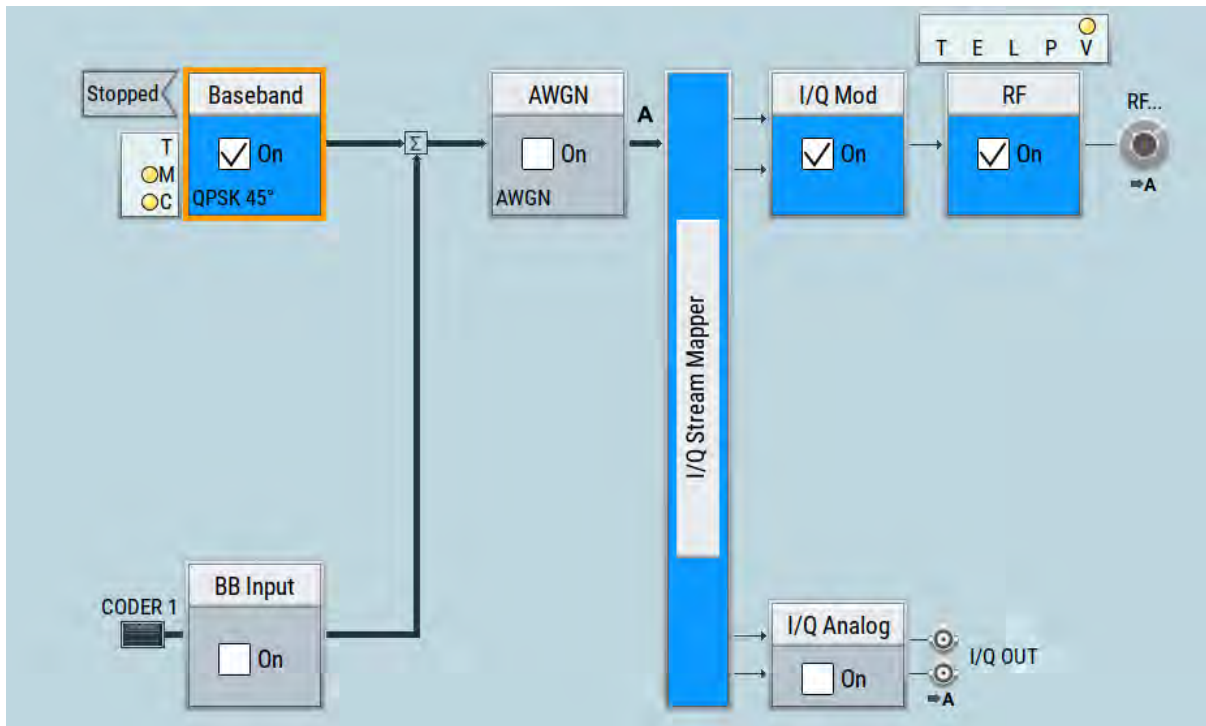 T E L P V
Stopped
Baseband
AWGN
I/Q Mod
RF
RF...
A
On
On
On
On
T
M
C
QPSK 45°
AWGN
➡A
Σ
I/Q Stream Mapper
BB Input
CODER 1
On
I/Q Analog
I/Q OUT
On
➡A